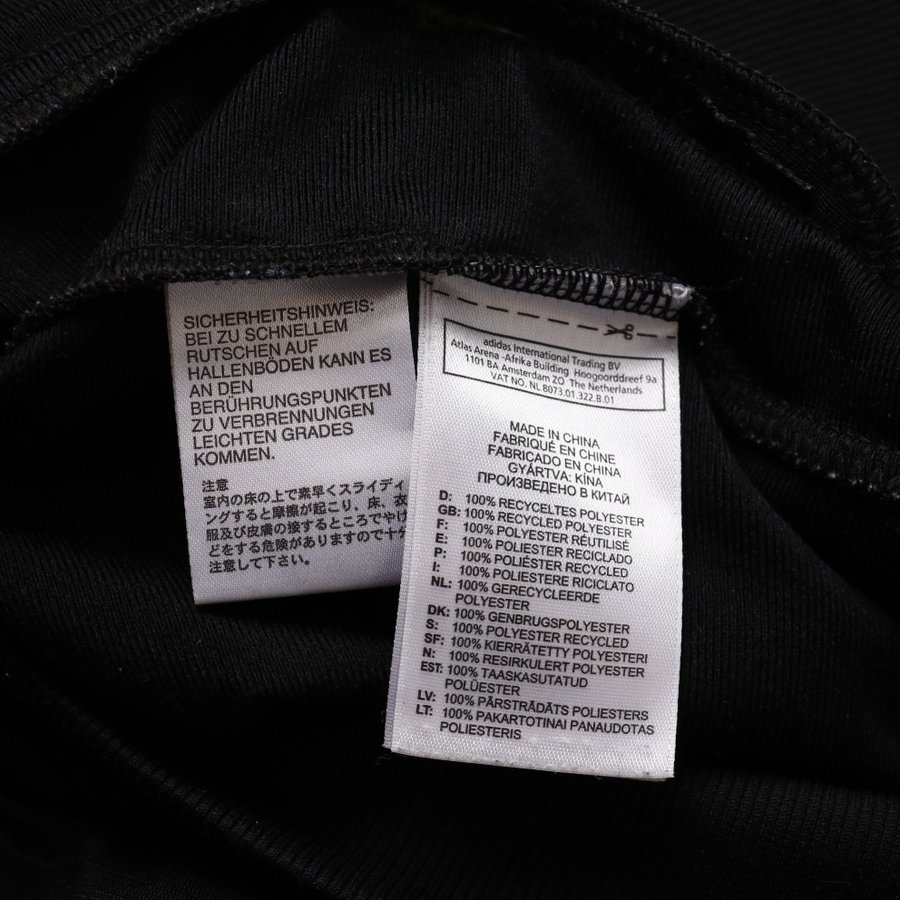 SICHERHEITSHINWEIS:
BEI ZU SCHNELLEM
RUTSCHEN AUF
HALLENBÖDEN KANN ES
AN DEN
BERÜHRUNGSPUNKTEN
ZU VERBRENNUNGEN
LEICHTEN GRADES
KOMMEN.
注意
室内の床の上で素早くスライディ
ングすると摩擦が起こり、床、衣
服及び皮膚の接するところでやけ
どをする危険がありますので十分
注意して下さい。
adidas International Trading BV
Atlas Arena -Afrika Building Hoogoorddreef 9a
1101 BA Amsterdam ZO The Netherlands
VAT NO. NL 8073.01.322.B.01
MADE IN CHINA
FABRIQUÉ EN CHINE
FABRICADO EN CHINA
GYÁRTVA: KÍNA
ПРОИЗВЕДЕНО В КИТАЙ
D: 100% RECYCELTES POLYESTER
GB: 100% RECYCLED POLYESTER
F: 100% POLYESTER RÉUTILISÉ
E: 100% POLIESTER RECICLADO
P: 100% POLIÉSTER RECYCLED
I: 100% POLIESTERE RICICLATO
NL: 100% GERECYCLEERDE
POLYESTER
DK: 100% GENBRUGSPOLYESTER
S: 100% POLYESTER RECYCLED
SF: 100% KIERRÄTETTY POLYESTERI
N: 100% RESIRKULERT POLYESTER
EST: 100% TAASKASUTATUD
POLÜESTER
LV: 100% PĀRSTRĀDĀTS POLIESTERS
LT: 100% PAKARTOTINAI PANAUDOTAS
POLIESTERIS